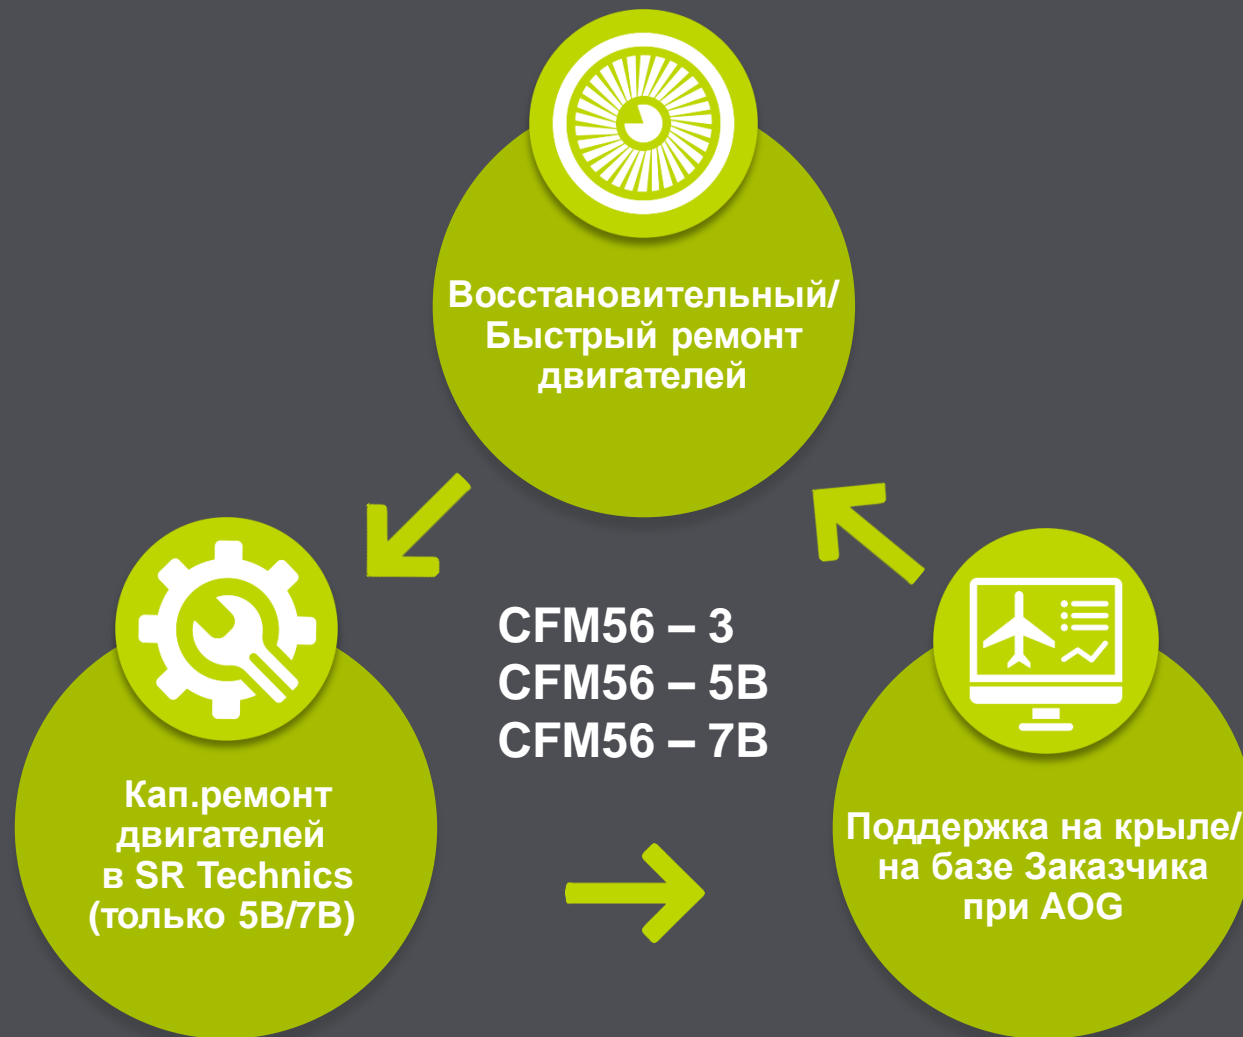 Восстановительный/
Быстрый ремонт
двигателей
CFM56 – 3
CFM56 – 5B
CFM56 – 7B
Кап.ремонт
двигателей
в SR Technics
(только 5B/7B)
Поддержка на крыле/
на базе Заказчика
при AOG